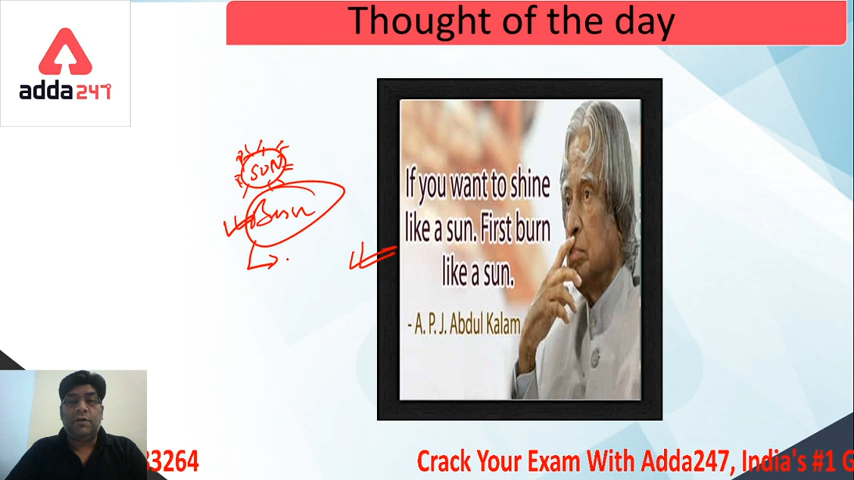 Thought of the day
adda247
SUN
Burn
If you want to shine
like a sun. First burn
like a sun.
- A. P. J. Abdul Kalam
33264
Crack Your Exam With Adda247, India's #1 G